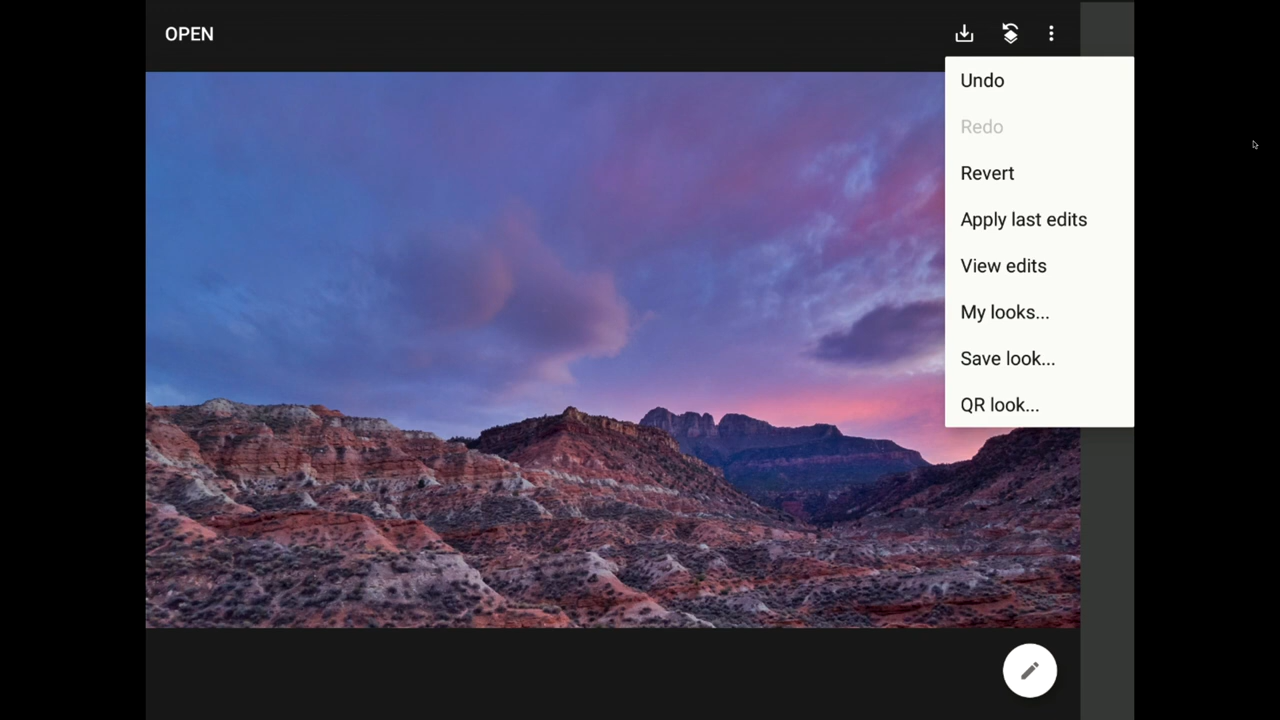 OPEN
Undo
Redo
Revert
Apply last edits
View edits
My looks...
Save look...
QR look...